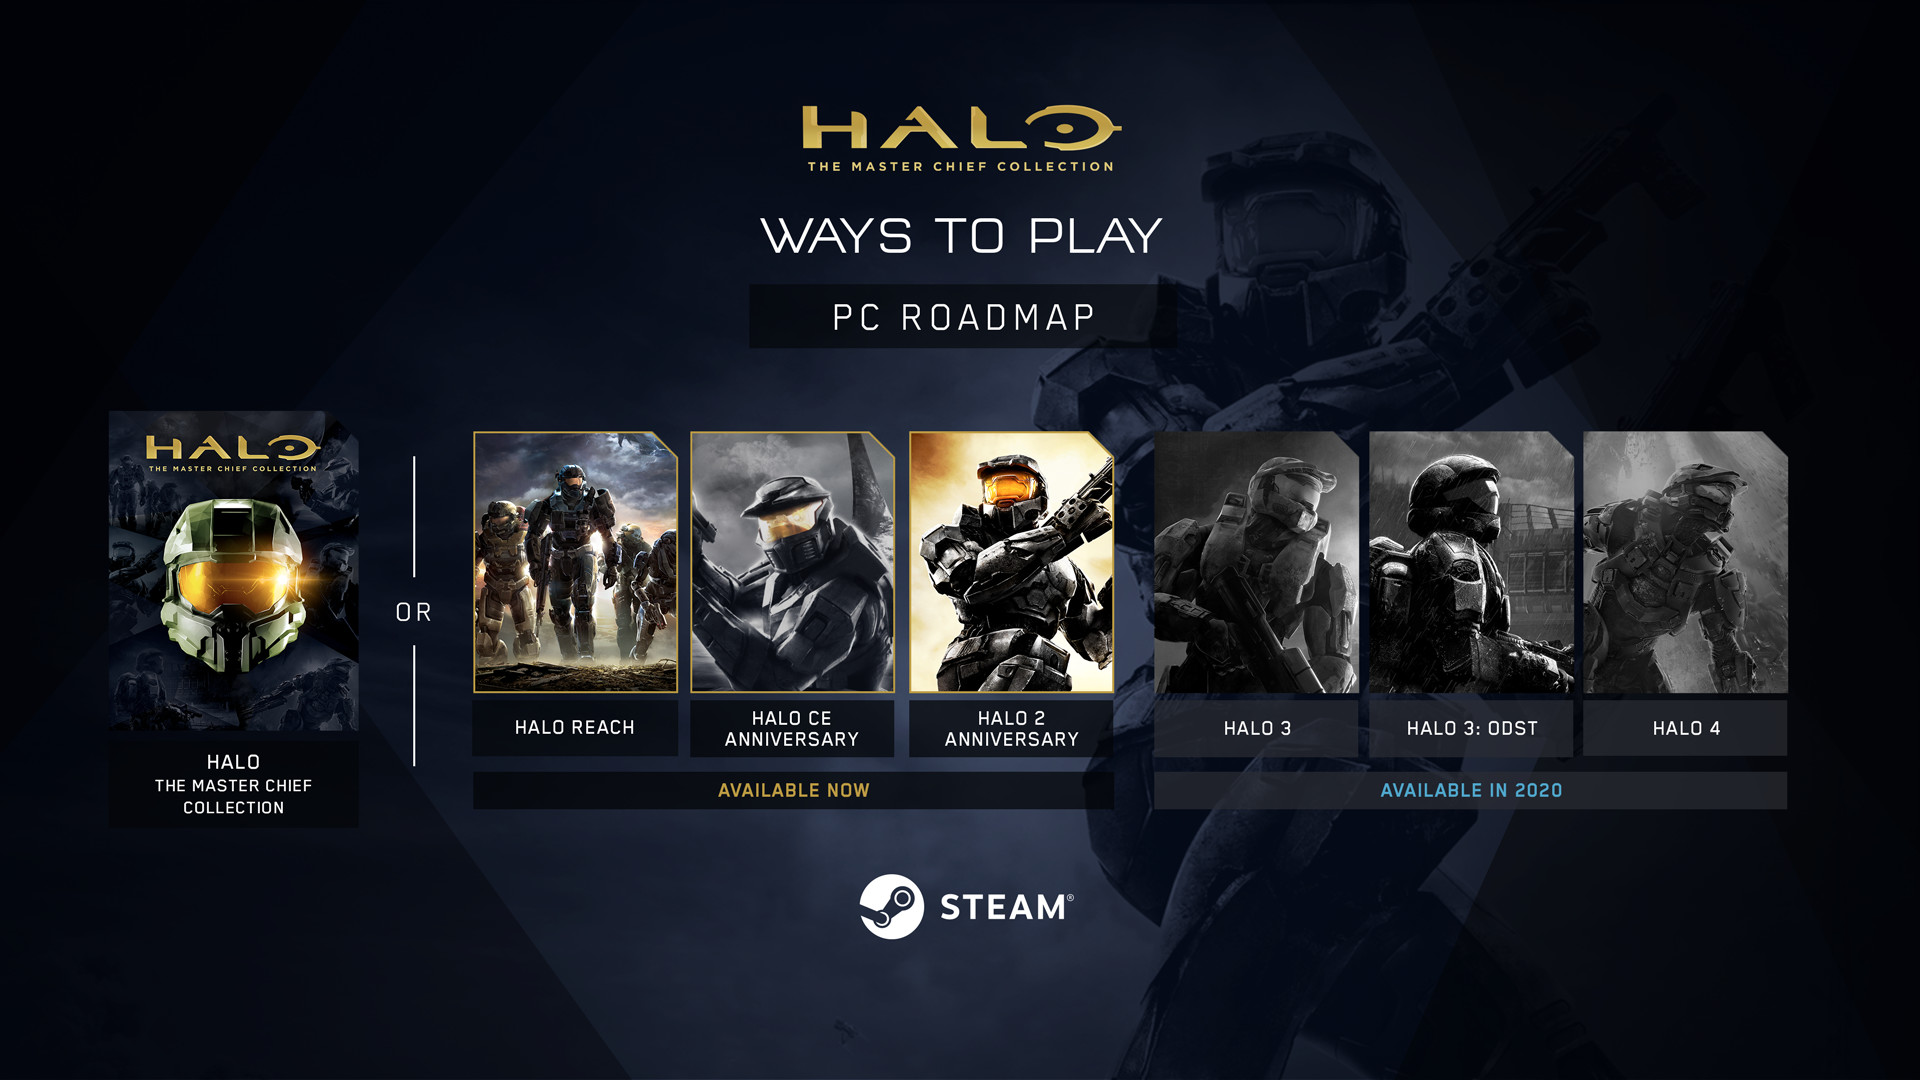 HALO
THE MASTER CHIEF COLLECTION
WAYS TO PLAY
PC ROADMAP
HALO
THE MASTER CHIEF COLLECTION
HALO
THE MASTER CHIEF
COLLECTION
OR
HALO REACH
HALO CE
ANNIVERSARY
HALO 2
ANNIVERSARY
AVAILABLE NOW
HALO 3
HALO 3: ODST
HALO 4
AVAILABLE IN 2020
STEAM®